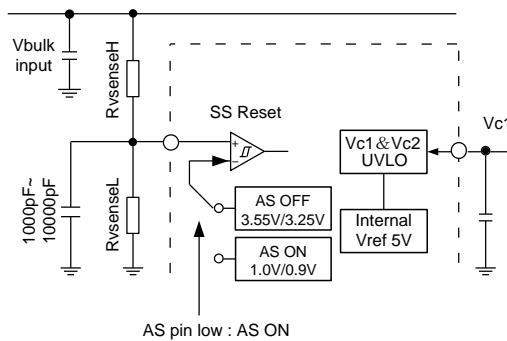 Vbulk
input
RvsenseH
SS Reset
+
−
Vc1&Vc2
UVLO
Vc1
1000pF~
10000pF
RvsenseL
AS OFF
3.55V/3.25V
Internal
Vref 5V
AS ON
1.0V/0.9V
AS pin low : AS ON